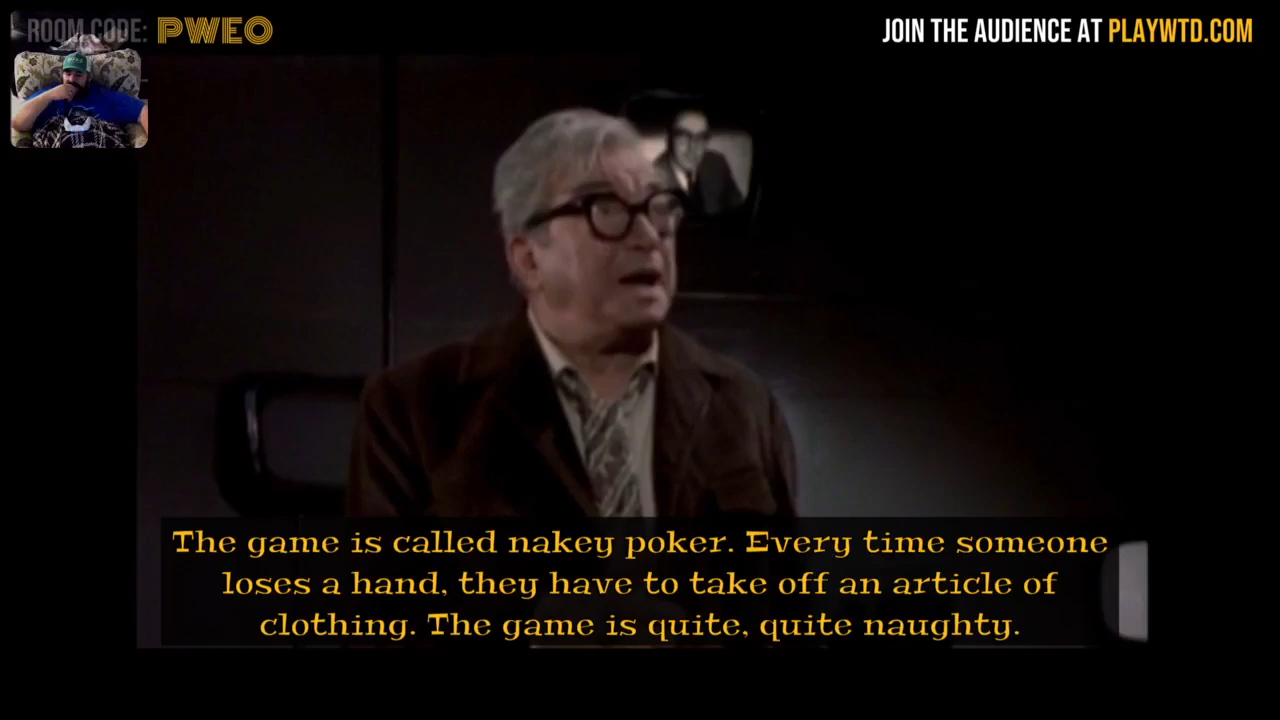 ROOM CODE: PWEO
JOIN THE AUDIENCE AT PLAYWTD.COM
The game is called nakey poker. Every time someone
loses a hand, they have to take off an article of
clothing. The game is quite, quite naughty.